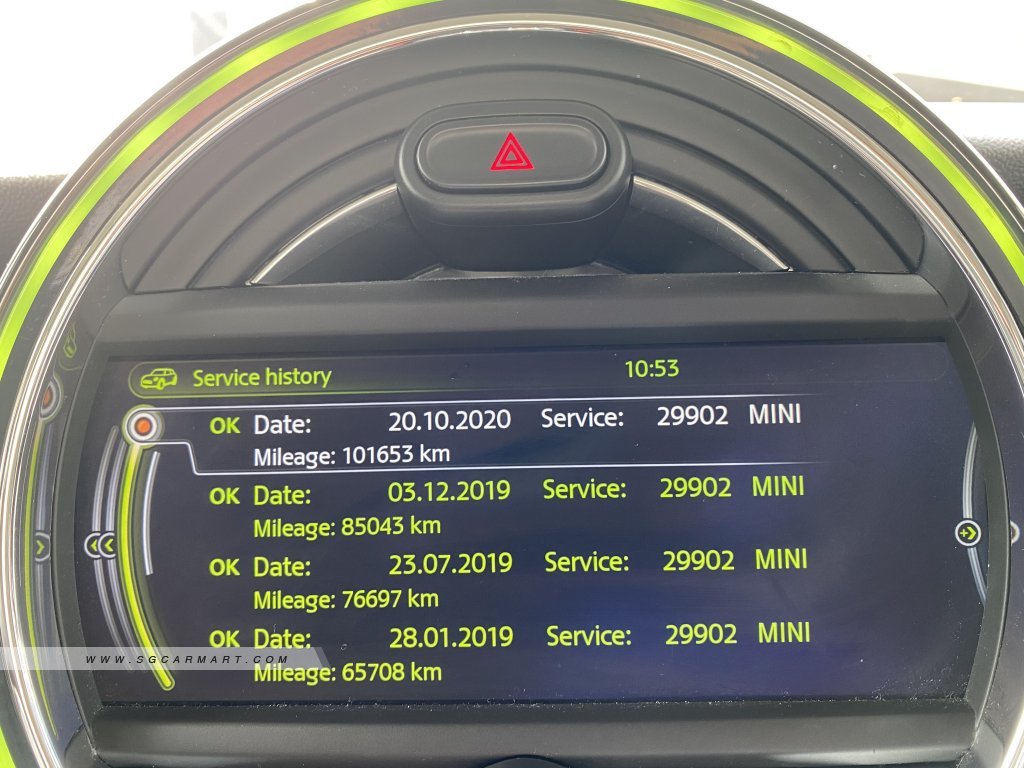 Service history 10:53
OK Date: 20.10.2020 Service: 29902 MINI
Mileage: 101653 km
OK Date: 03.12.2019 Service: 29902 MINI
Mileage: 85043 km
OK Date: 23.07.2019 Service: 29902 MINI
Mileage: 76697 km
OK Date: 28.01.2019 Service: 29902 MINI
WWW.SGCARMART.COM
Mileage: 65708 km